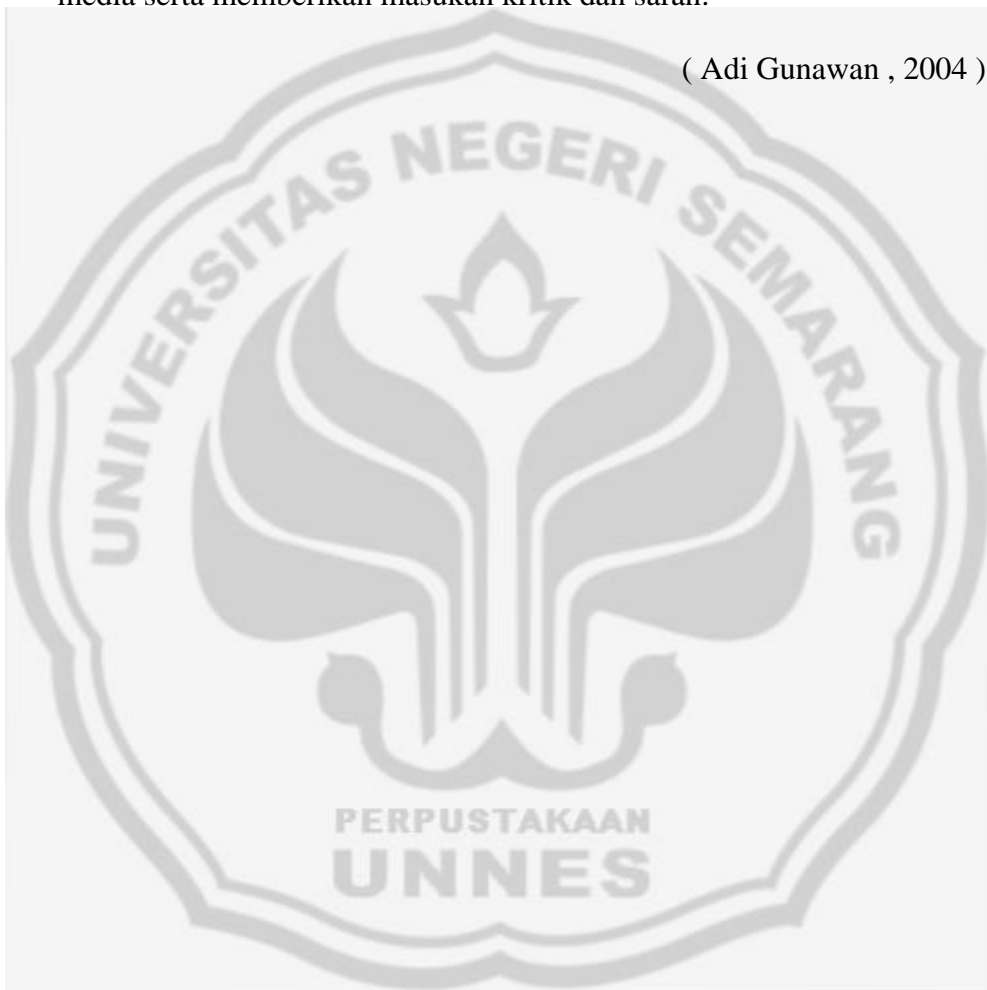 media serta memberikan masukan kritik dan saran.
( Adi Gunawan , 2004 )
UNIVERSITAS NEGERI SEMARANG
PERPUSTAKAAN
UNNES